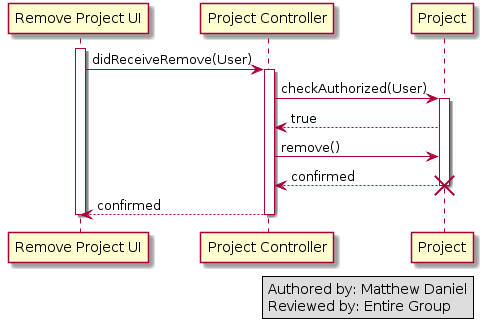 Remove Project UI
Project Controller
Project
didReceiveRemove(User)
checkAuthorized(User)
true
remove()
confirmed
confirmed
Remove Project UI
Project Controller
Project
Authored by: Matthew Daniel
Reviewed by: Entire Group